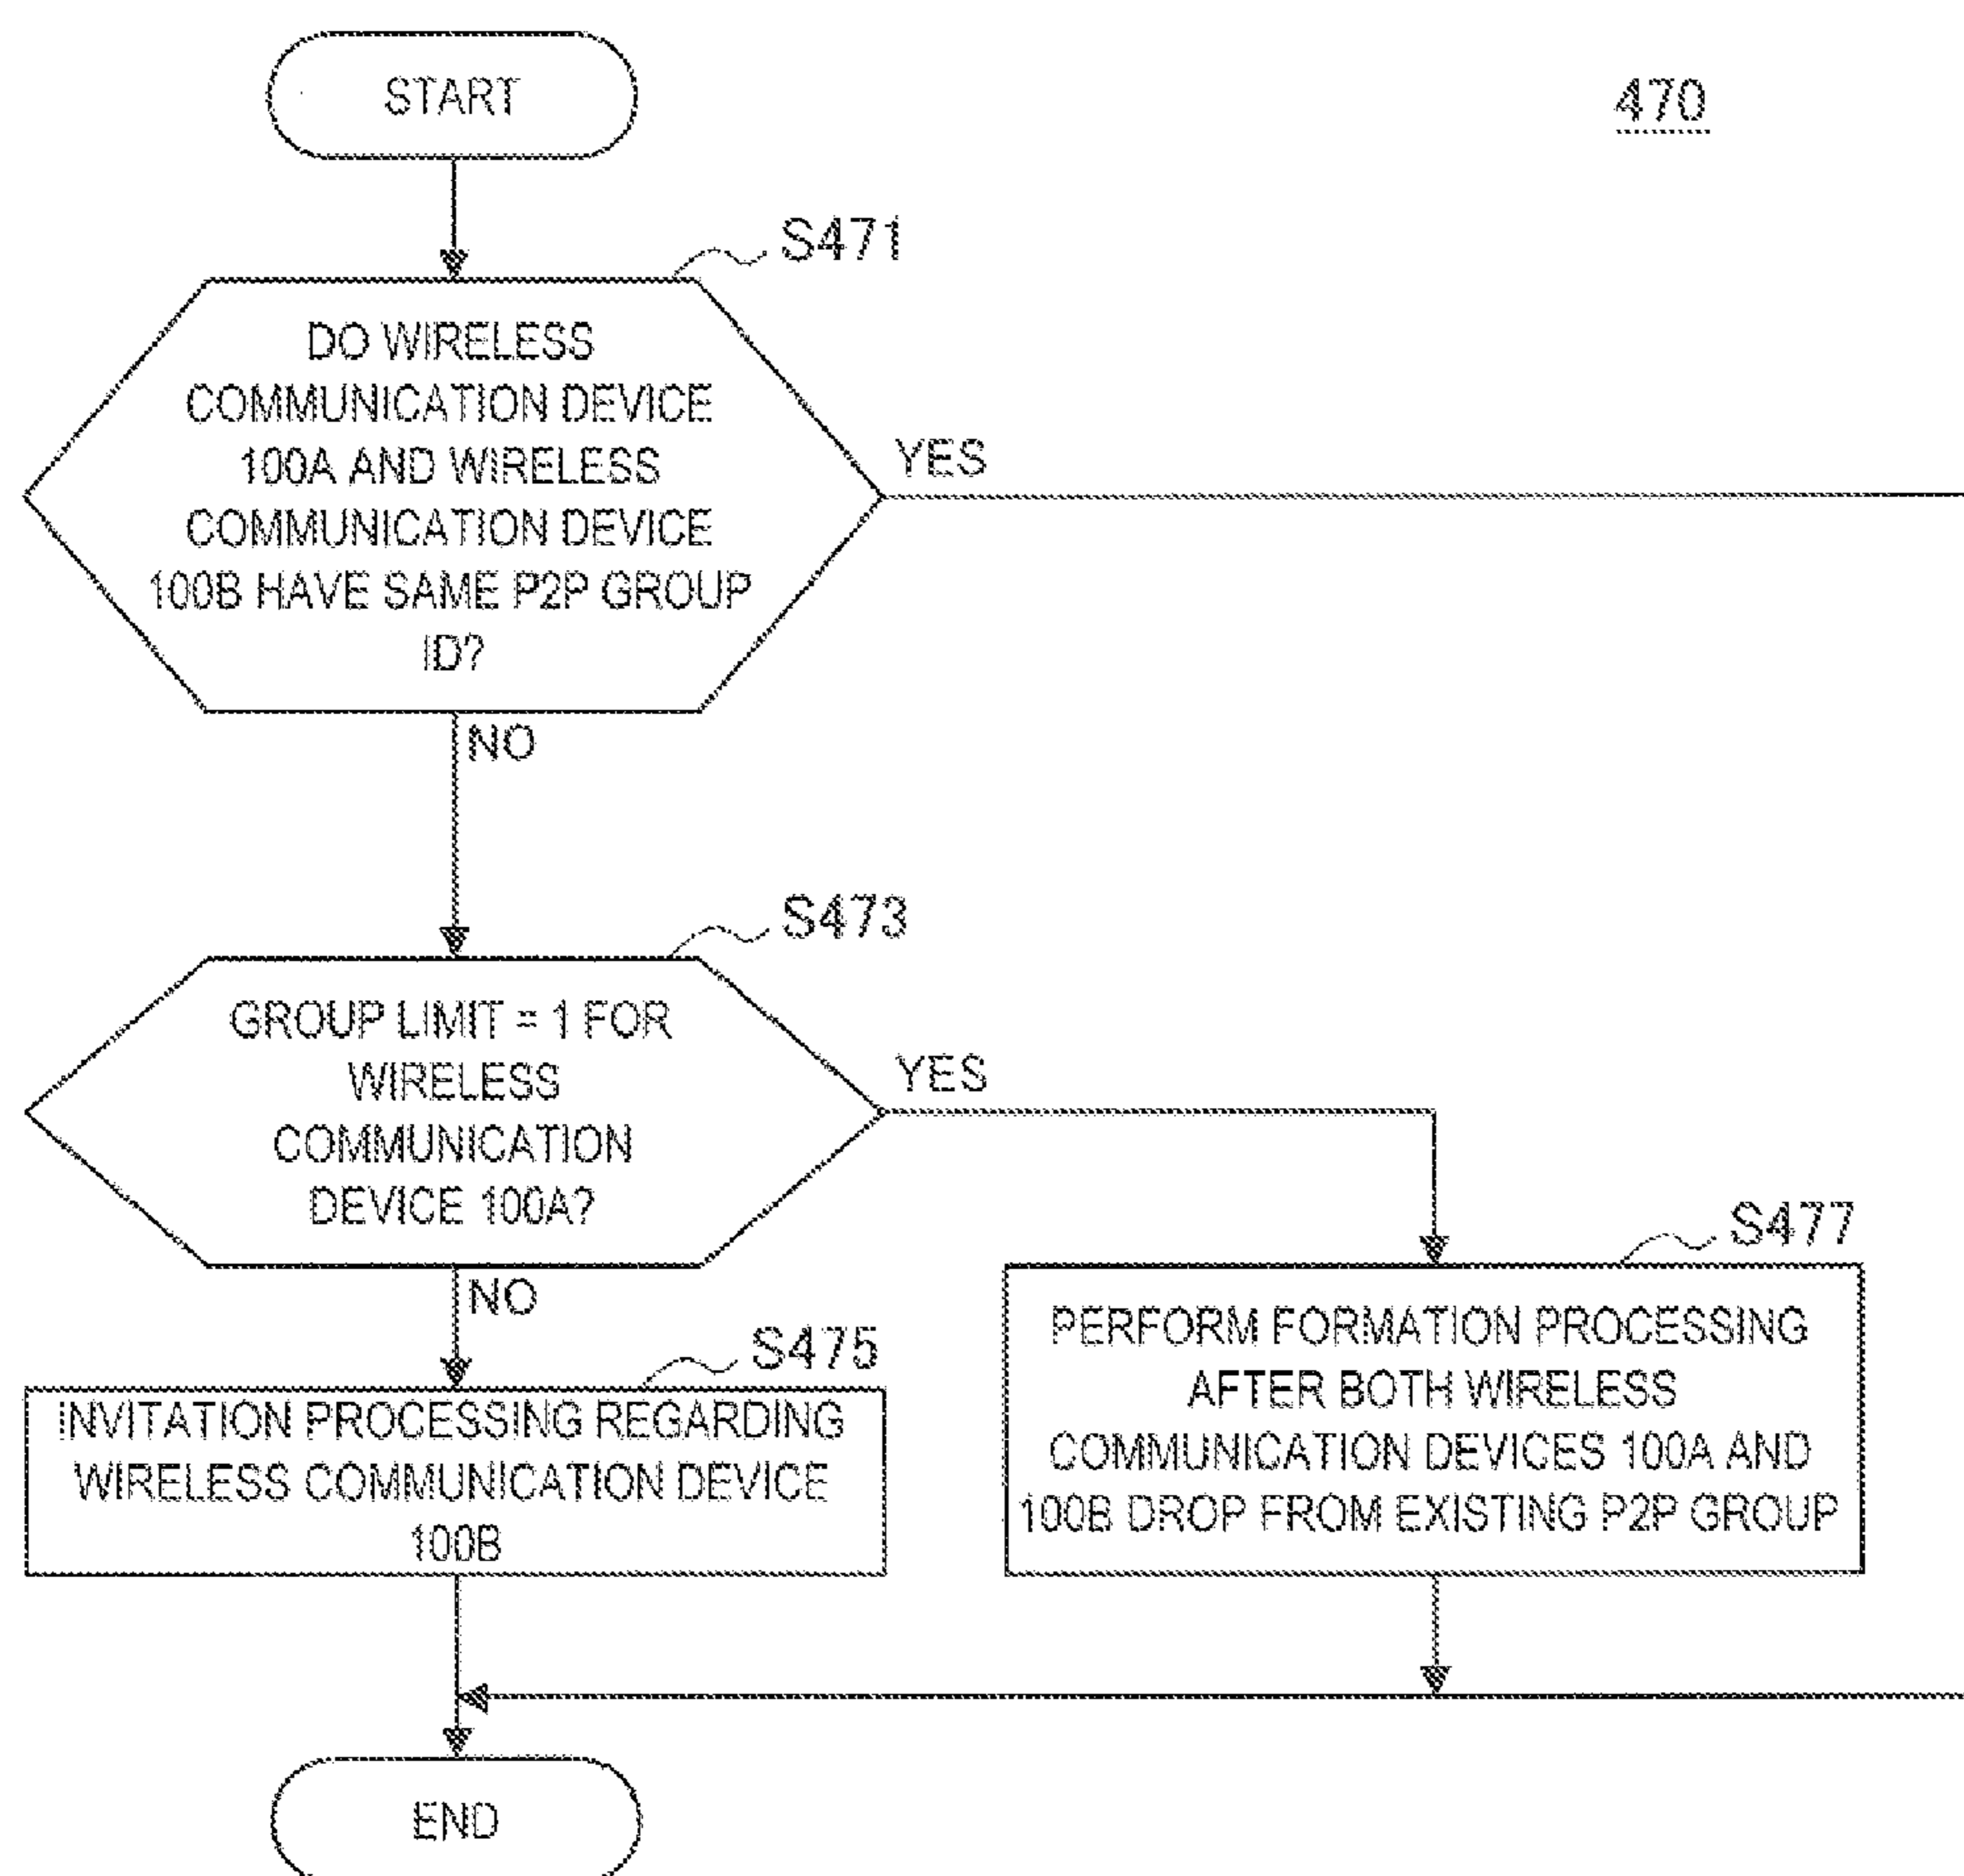 START
470
S471
DO WIRELESS
COMMUNICATION DEVICE
100A AND WIRELESS
COMMUNICATION DEVICE
100B HAVE SAME P2P GROUP
ID?
YES
NO
S473
GROUP LIMIT = 1 FOR
WIRELESS
COMMUNICATION
DEVICE 100A?
YES
NO
S475
INVITATION PROCESSING REGARDING
WIRELESS COMMUNICATION DEVICE
100B
S477
PERFORM FORMATION PROCESSING
AFTER BOTH WIRELESS
COMMUNICATION DEVICES 100A AND
100B DROP FROM EXISTING P2P GROUP
END